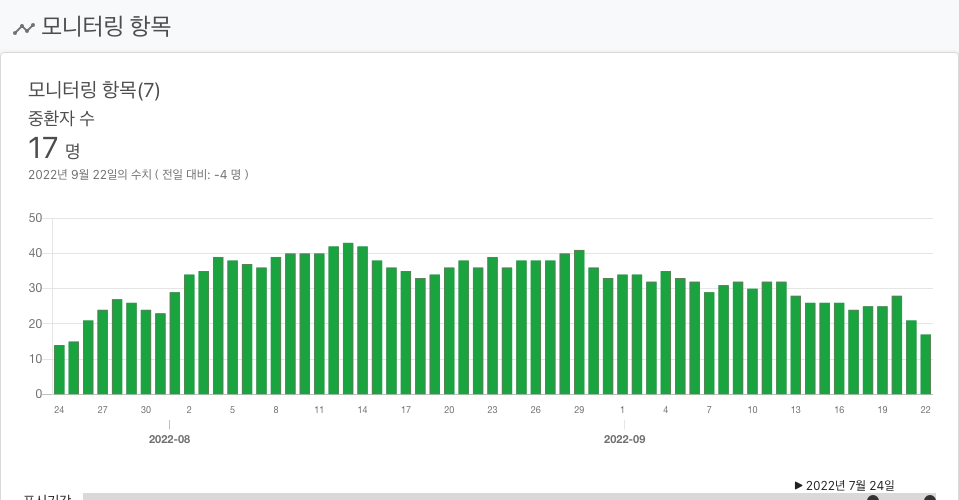 모니터링 항목
모니터링 항목(7)
중환자 수
17 명
2022년 9월 22일의 수치 ( 전일 대비: -4 명 )
50
40
30
20
10
0
24 27 30 2 5 8 11 14 17 20 23 26 29 1 4 7 10 13 16 19 22
2022-08 2022-09
▶ 2022년 7월 24일
표시기간